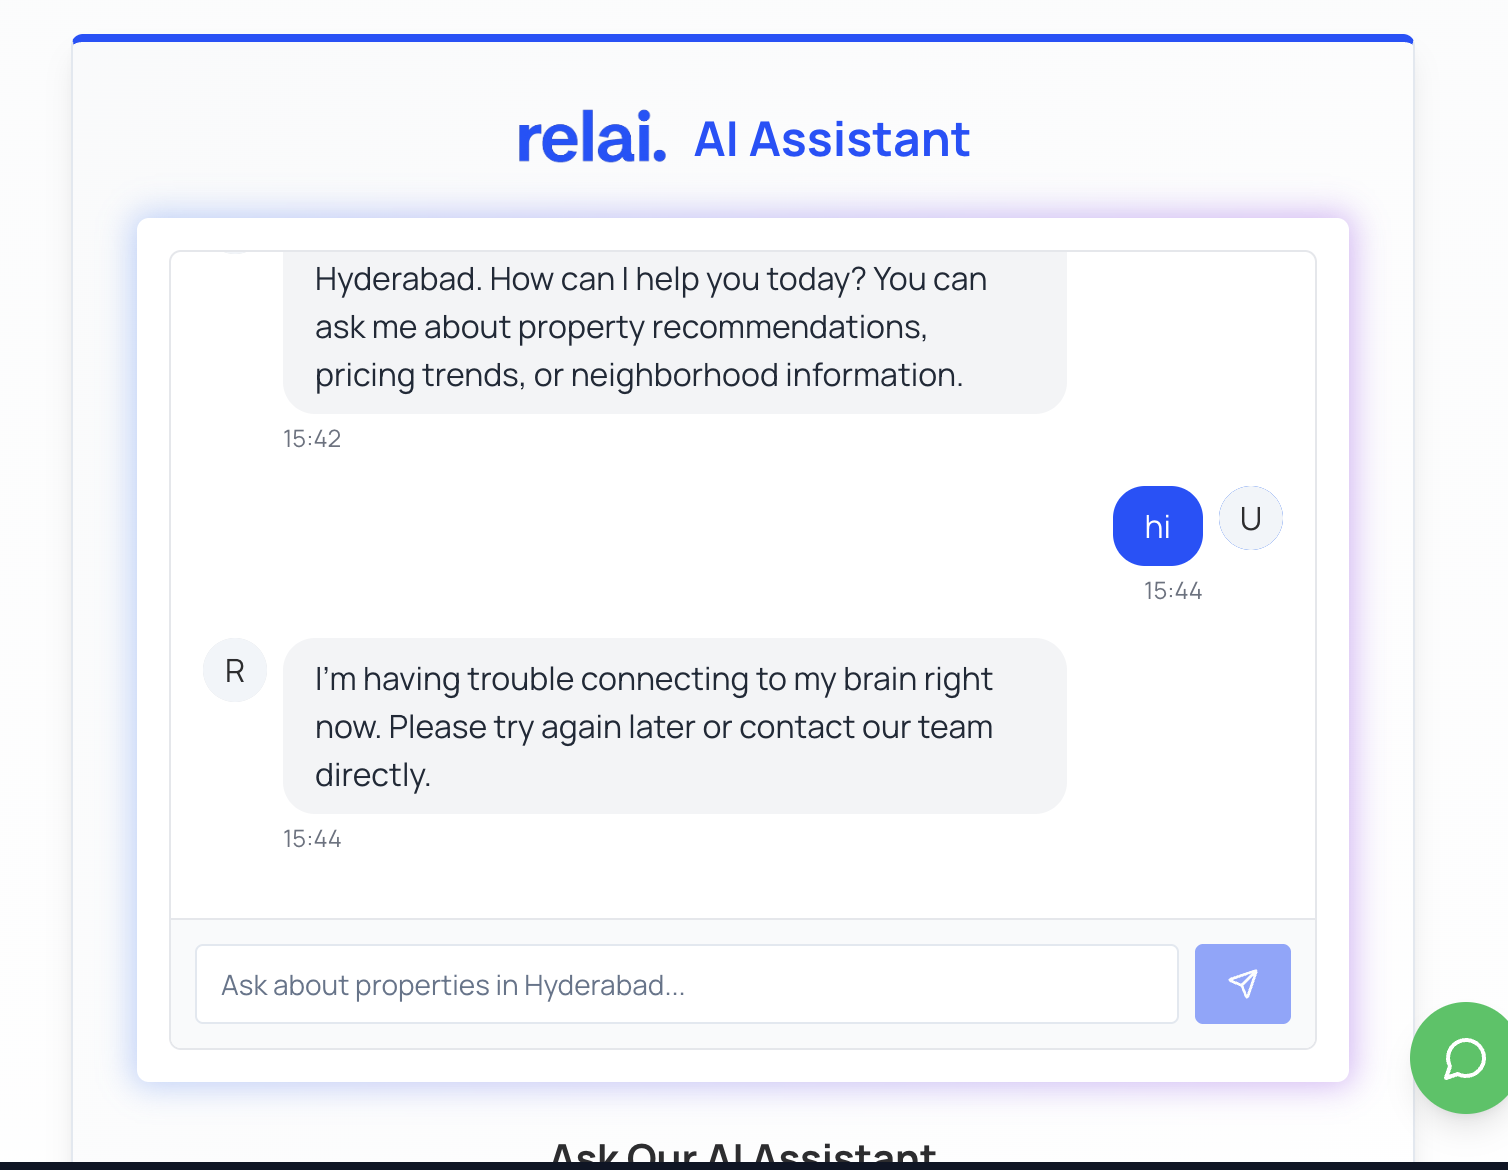 relai. AI Assistant
Hyderabad. How can I help you today? You can
ask me about property recommendations,
pricing trends, or neighborhood information.
15:42
hi
U
15:44
R
I'm having trouble connecting to my brain right
now. Please try again later or contact our team
directly.
15:44
Ask about properties in Hyderabad...
Ask Our AI Assistant